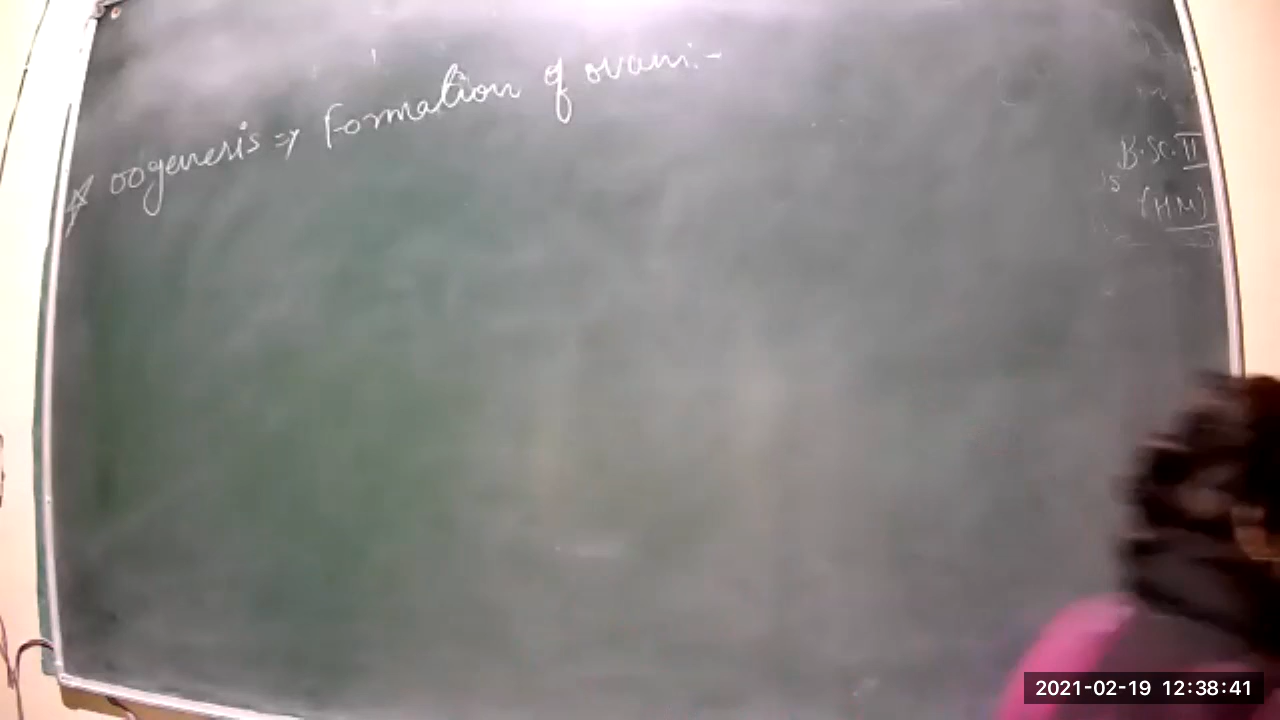 ☆ oogenesis ⇒ Formation of ovum:-
B.Sc. II
(HM)
2021-02-19 12:38:41